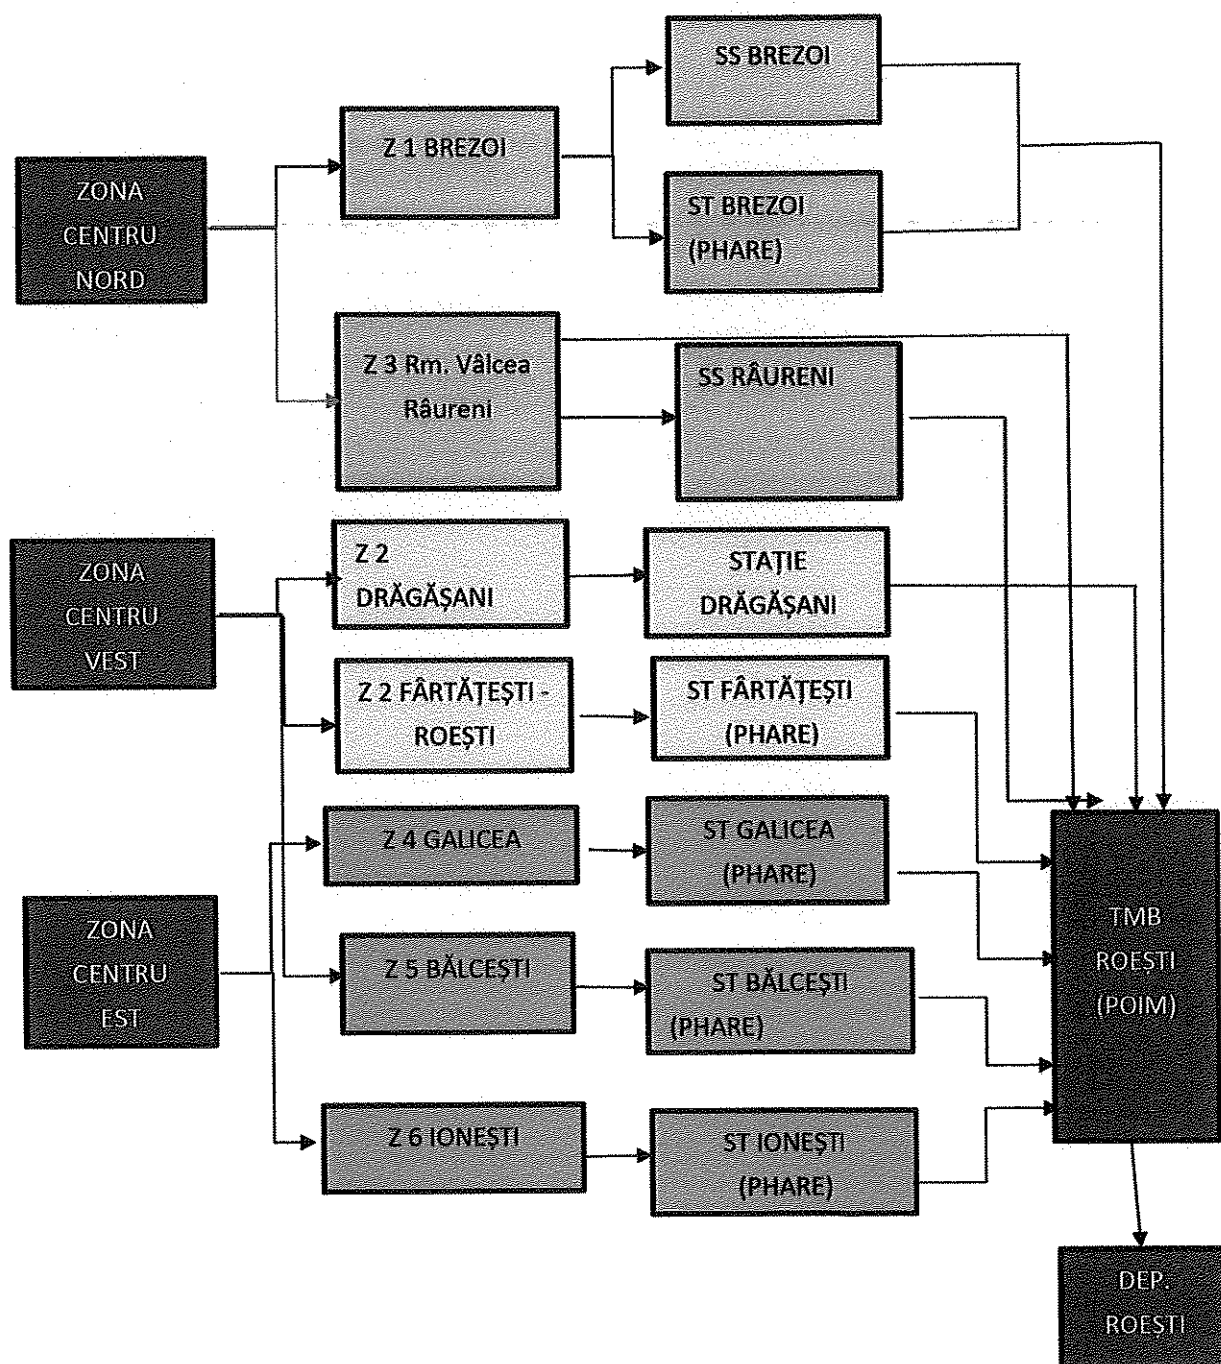 SS BREZOI
Z 1 BREZOI
ST BREZOI
(PHARE)
ZONA
CENTRU
NORD
Z 3 Rm. Vâlcea
Râureni
SS RÂURENI
ZONA
CENTRU
VEST
Z 2
DRĂGĂȘANI
STAȚIE
DRĂGĂȘANI
Z 2 FÂRTĂȚEȘTI -
ROEȘTI
ST FÂRTĂȚEȘTI
(PHARE)
Z 4 GALICEA
ST GALICEA
(PHARE)
ZONA
CENTRU
EST
Z 5 BĂLCEȘTI
ST BĂLCEȘTI
(PHARE)
TMB
ROESTI
(POIM)
Z 6 IONEȘTI
ST IONEȘTI
(PHARE)
DEP.
ROEȘTI